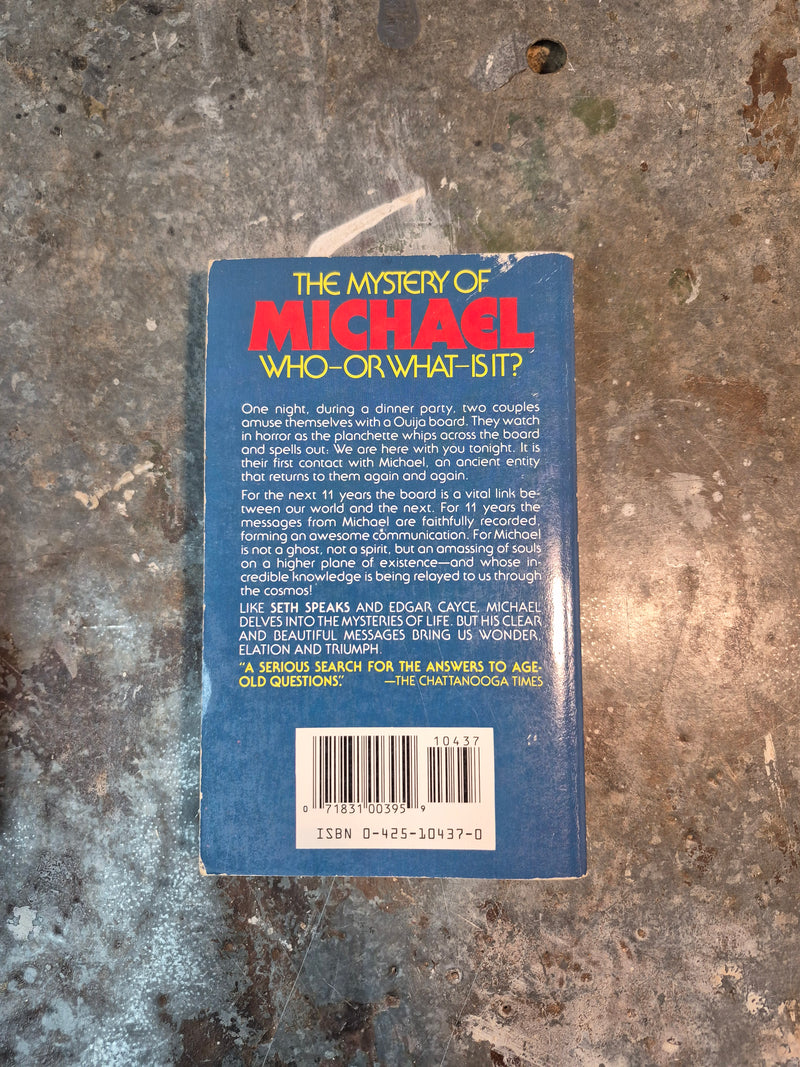 THE MYSTERY OF
MICHAEL
WHO—OR WHAT—IS IT?
One night, during a dinner party, two couples
amuse themselves with a Ouija board. They watch
in horror as the planchette whips across the board
and spells out: We are here with you tonight. It is
their first contact with Michael, an ancient entity
that returns to them again and again.
For the next 11 years the board is a vital link be-
tween our world and the next. For 11 years the
messages from Michael are faithfully recorded,
forming an awesome communication. For Michael
is not a ghost, not a spirit, but an amassing of souls
on a higher plane of existence—and whose in-
credible knowledge is being relayed to us through
the cosmos!
LIKE SETH SPEAKS AND EDGAR CAYCE, MICHAEL
DELVES INTO THE MYSTERIES OF LIFE. BUT HIS CLEAR
AND BEAUTIFUL MESSAGES BRING US WONDER,
ELATION AND TRIUMPH.
"A SERIOUS SEARCH FOR THE ANSWERS TO AGE-
OLD QUESTIONS." —THE CHATTANOOGA TIMES
10437
0 71831 00395 9
ISBN 0-425-10437-0